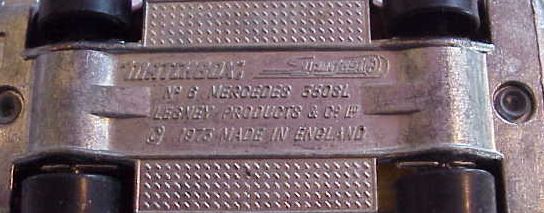 "MATCHBOX" Superfast
Nº 6 MERCEDES 350SL
LESNEY PRODUCTS & Cº Lᵀᴰ
© 1973 MADE IN ENGLAND